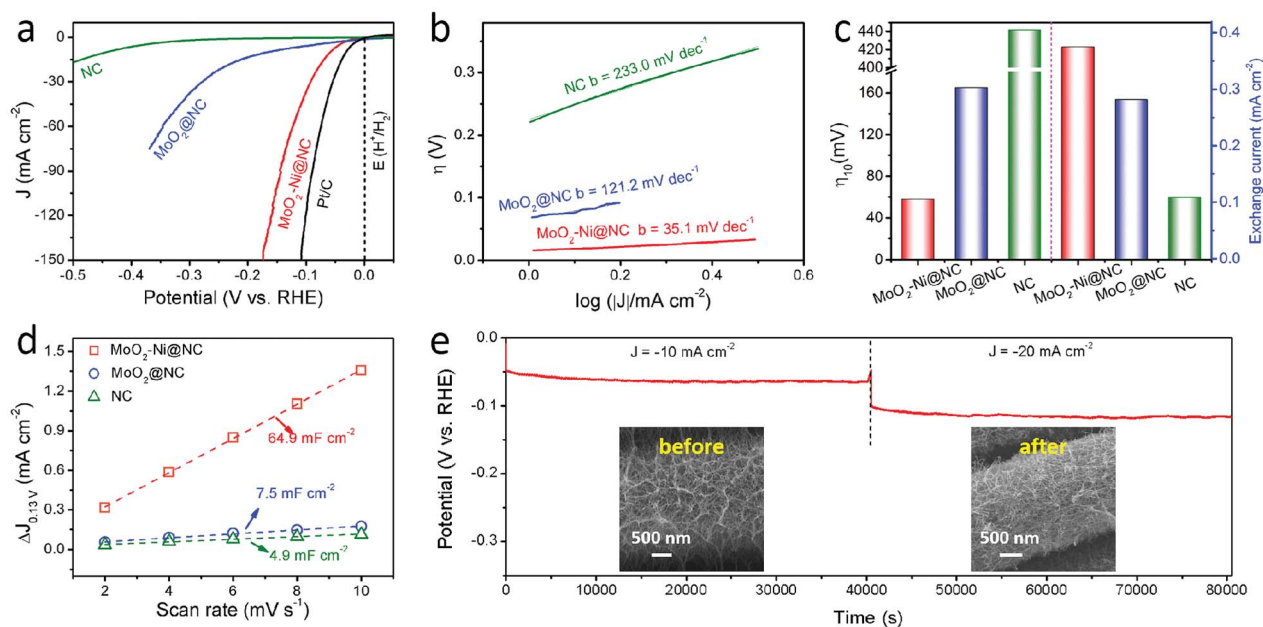 a
0
-30
-60
-90
-120
-150
J (mA cm⁻²)
-0.5 -0.4 -0.3 -0.2 -0.1 0.0
Potential (V vs. RHE)
NC
MoO₂@NC
MoO₂-Ni@NC
Pt/C
E (H⁺/H₂)
b
0.3
0.2
0.1
0.0
η (V)
0.0 0.2 0.4 0.6
log (|J|/mA cm⁻²)
NC b = 233.0 mV dec⁻¹
MoO₂@NC b = 121.2 mV dec⁻¹
MoO₂-Ni@NC b = 35.1 mV dec⁻¹
c
440
420
400
160
120
80
40
0
η₁₀(mV)
MoO₂-Ni@NC
MoO₂@NC
NC
MoO₂-Ni@NC
MoO₂@NC
NC
0.4
0.3
0.2
0.1
0.0
Exchange current (mA cm⁻²)
d
1.5
1.2
0.9
0.6
0.3
0.0
ΔJ₀.₁₃ ᵥ (mA cm⁻²)
MoO₂-Ni@NC
MoO₂@NC
NC
64.9 mF cm⁻²
7.5 mF cm⁻²
4.9 mF cm⁻²
2 4 6 8 10
Scan rate (mV s⁻¹)
e
0.0
-0.1
-0.2
-0.3
Potential (V vs. RHE)
J = -10 mA cm⁻²
J = -20 mA cm⁻²
before
500 nm
after
500 nm
0 10000 20000 30000 40000 50000 60000 70000 80000
Time (s)